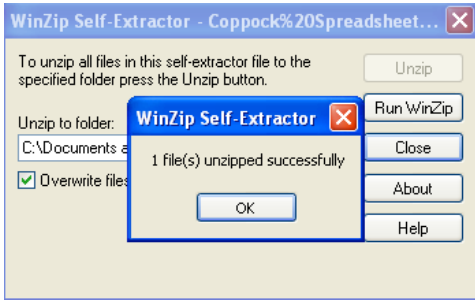 WinZip Self-Extractor - Coppock%20Spreadsheet...
To unzip all files in this self-extractor file to the
specified folder press the Unzip button.
Unzip
Run WinZip
Unzip to folder:
WinZip Self-Extractor
C:\Documents a
1 file(s) unzipped successfully
Close
Overwrite files
About
OK
Help